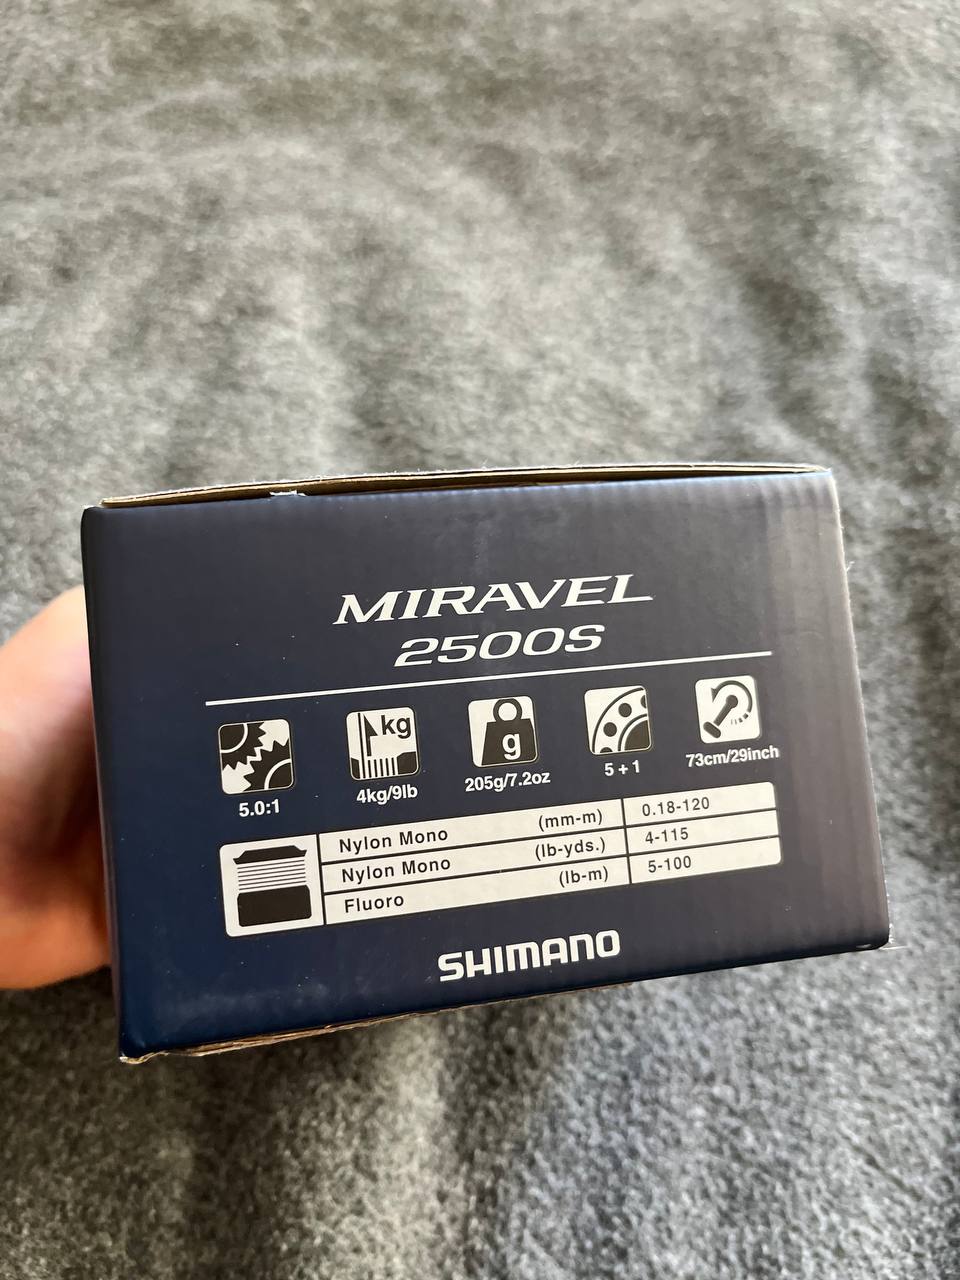 MIRAVEL
2500S
kg
g
5.0:1
4kg/9lb
205g/7.2oz
5 + 1
73cm/29inch
Nylon Mono (mm-m) 0.18-120
Nylon Mono (lb-yds.) 4-115
Fluoro (lb-m) 5-100
SHIMANO